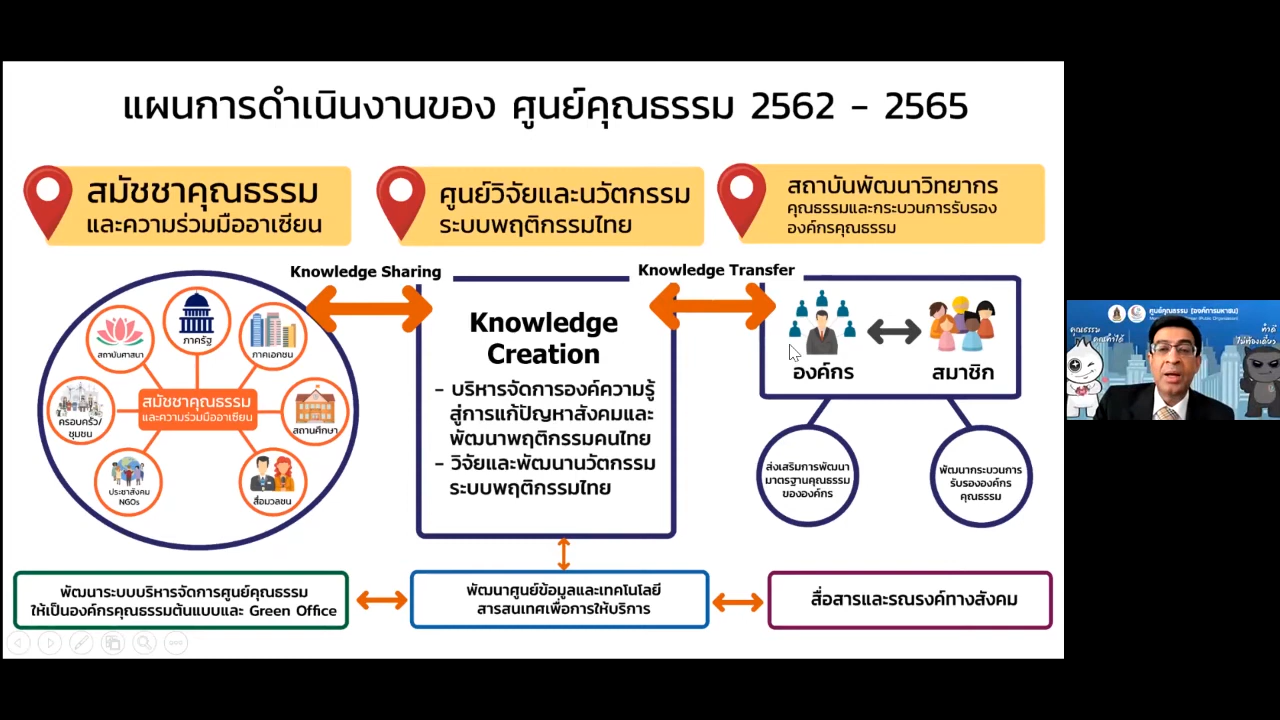 แผนการดำเนินงานของ ศูนย์คุณธรรม 2562 - 2565
สมัชชาคุณธรรม
และความร่วมมืออาเซียน
ศูนย์วิจัยและนวัตกรรม
ระบบพฤติกรรมไทย
สถาบันพัฒนาวิทยากร
คุณธรรมและกระบวนการรับรอง
องค์กรคุณธรรม
Knowledge Sharing
Knowledge Transfer
สถาบันศาสนา
ภาครัฐ
ภาคเอกชน
ครอบครัว/
ชุมชน
สมัชชาคุณธรรม
และความร่วมมืออาเซียน
สถานศึกษา
ประชาสังคม
NGOs
สื่อมวลชน
Knowledge
Creation
- บริหารจัดการองค์ความรู้
สู่การแก้ปัญหาสังคมและ
พัฒนาพฤติกรรมคนไทย
- วิจัยและพัฒนานวัตกรรม
ระบบพฤติกรรมไทย
องค์กร
สมาชิก
ส่งเสริมการพัฒนา
มาตรฐานคุณธรรม
ขององค์กร
พัฒนากระบวนการ
รับรององค์กร
คุณธรรม
พัฒนาระบบบริหารจัดการศูนย์คุณธรรม
ให้เป็นองค์กรคุณธรรมต้นแบบและ Green Office
พัฒนาศูนย์ข้อมูลและเทคโนโลยี
สารสนเทศเพื่อการให้บริการ
สื่อสารและรณรงค์ทางสังคม
ศูนย์คุณธรรม (องค์การมหาชน)
คุณธรรม
คุณทำได้
ทำดี
ไม่ต้องเดี๋ยว